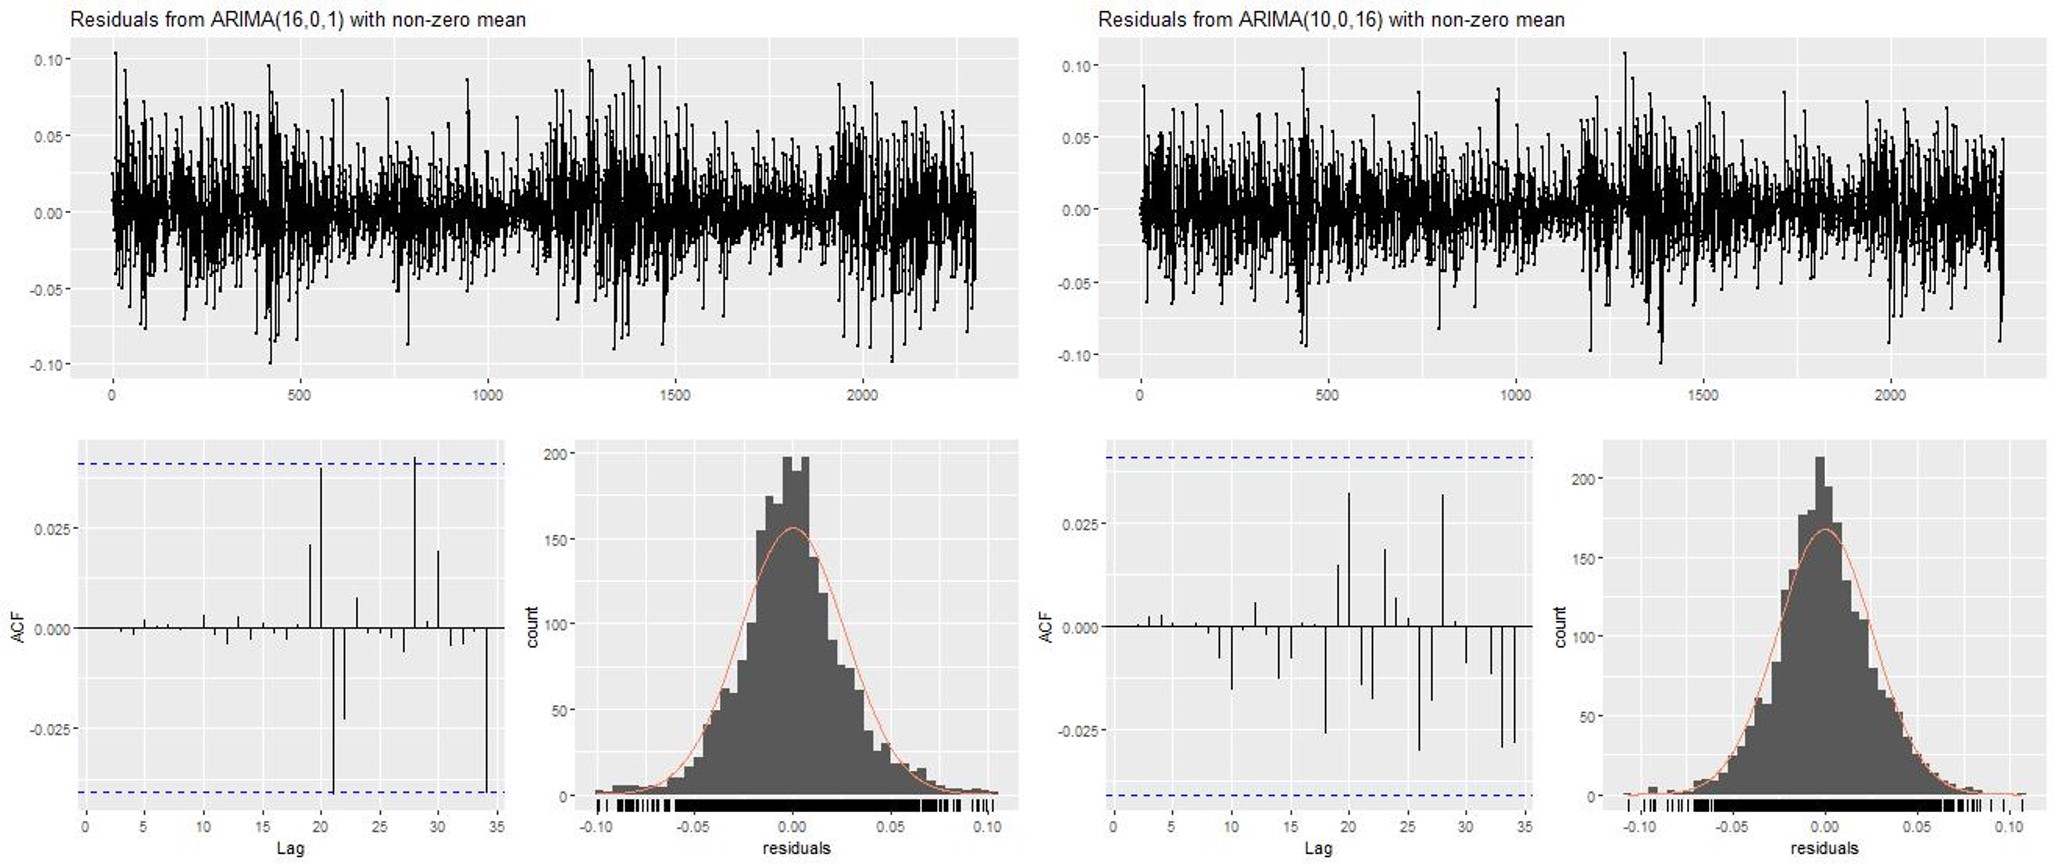 Residuals from ARIMA(16,0,1) with non-zero mean
0.10
0.05
0.00
-0.05
-0.10
0 500 1000 1500 2000
ACF
0.025
0.000
-0.025
0 5 10 15 20 25 30 35
Lag
count
200
150
100
50
0
-0.10 -0.05 0.00 0.05 0.10
residuals
Residuals from ARIMA(10,0,16) with non-zero mean
0.10
0.05
0.00
-0.05
-0.10
0 500 1000 1500 2000
ACF
0.025
0.000
-0.025
0 5 10 15 20 25 30 35
Lag
count
200
150
100
50
0
-0.10 -0.05 0.00 0.05 0.10
residuals